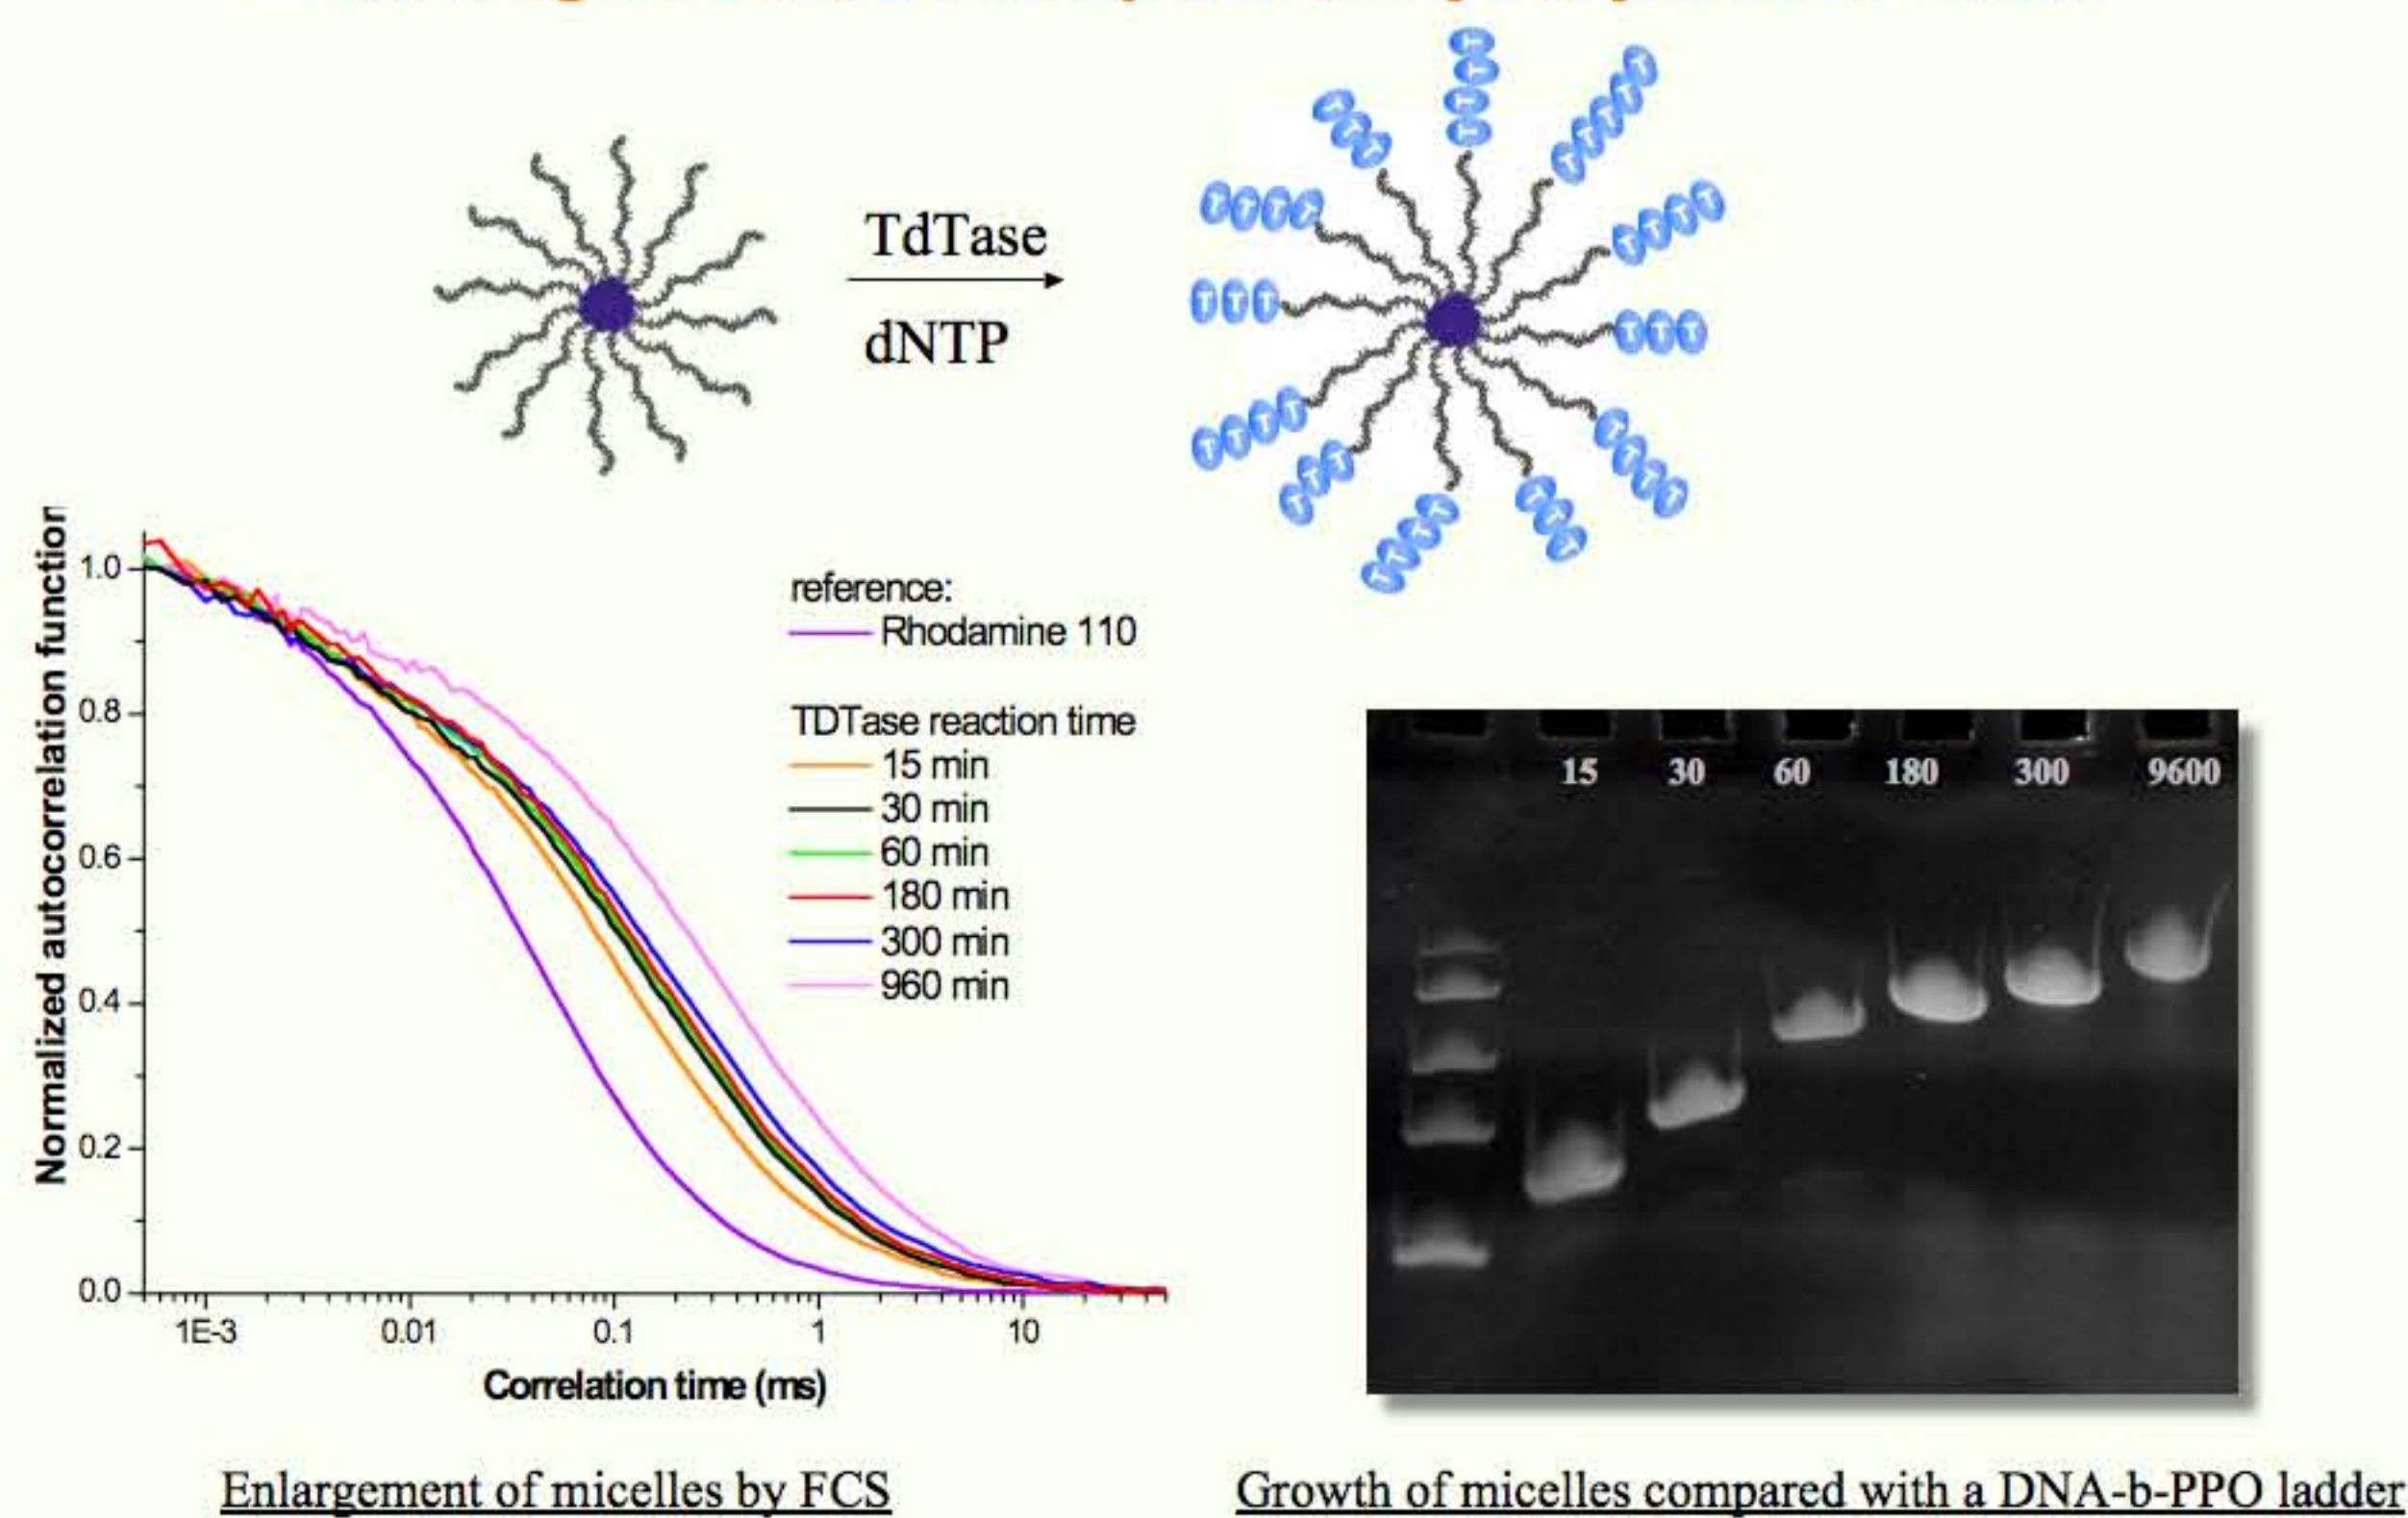 TdTase
dNTP
T T T T
T T T T T
T T T
T T T T
T T T T
T T T
T T T
T T T T
T T T T
T T T
T T T T
T T T
Normalized autocorrelation function
1.0
0.8
0.6
0.4
0.2
0.0
1E-3 0.01 0.1 1 10
Correlation time (ms)
reference:
Rhodamine 110
TDTase reaction time
15 min
30 min
60 min
180 min
300 min
960 min
15 30 60 180 300 9600
Enlargement of micelles by FCS
Growth of micelles compared with a DNA-b-PPO ladder